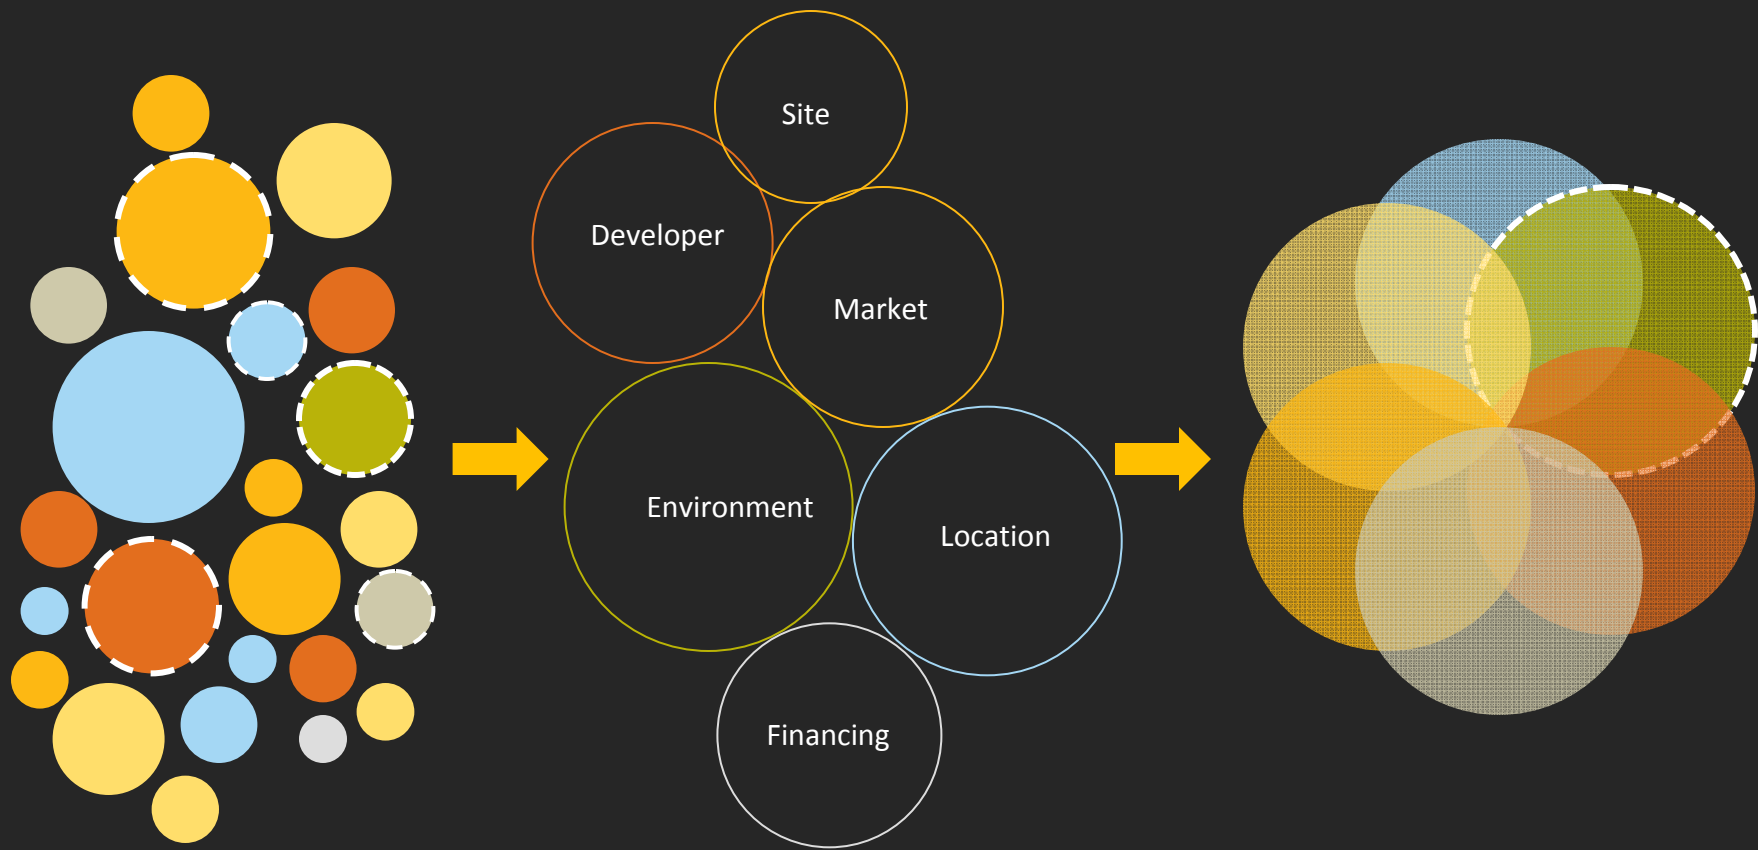 Site
Developer
Market
Environment
Location
Financing